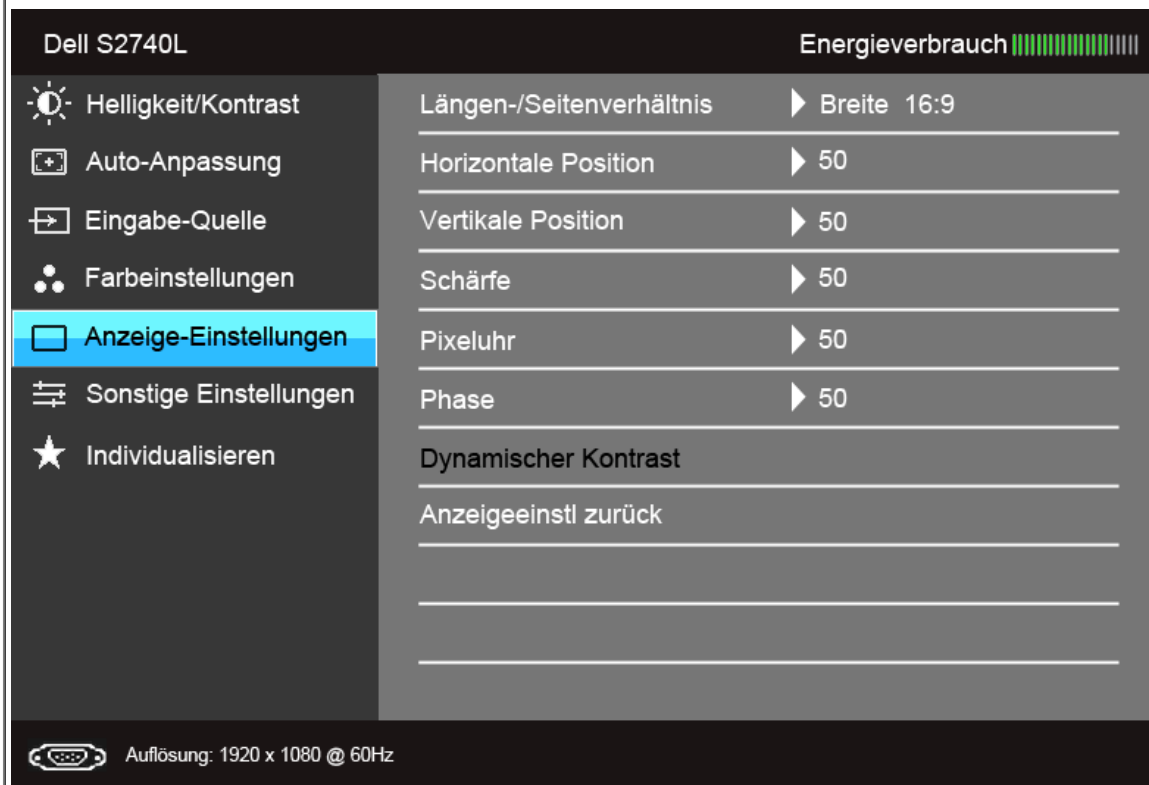 Dell S2740L
Energieverbrauch
Helligkeit/Kontrast
Auto-Anpassung
Eingabe-Quelle
Farbeinstellungen
Anzeige-Einstellungen
Sonstige Einstellungen
Individualisieren
Längen-/Seitenverhältnis Breite 16:9
Horizontale Position 50
Vertikale Position 50
Schärfe 50
Pixeluhr 50
Phase 50
Dynamischer Kontrast
Anzeigeeinstl zurück
Auflösung: 1920 x 1080 @ 60Hz